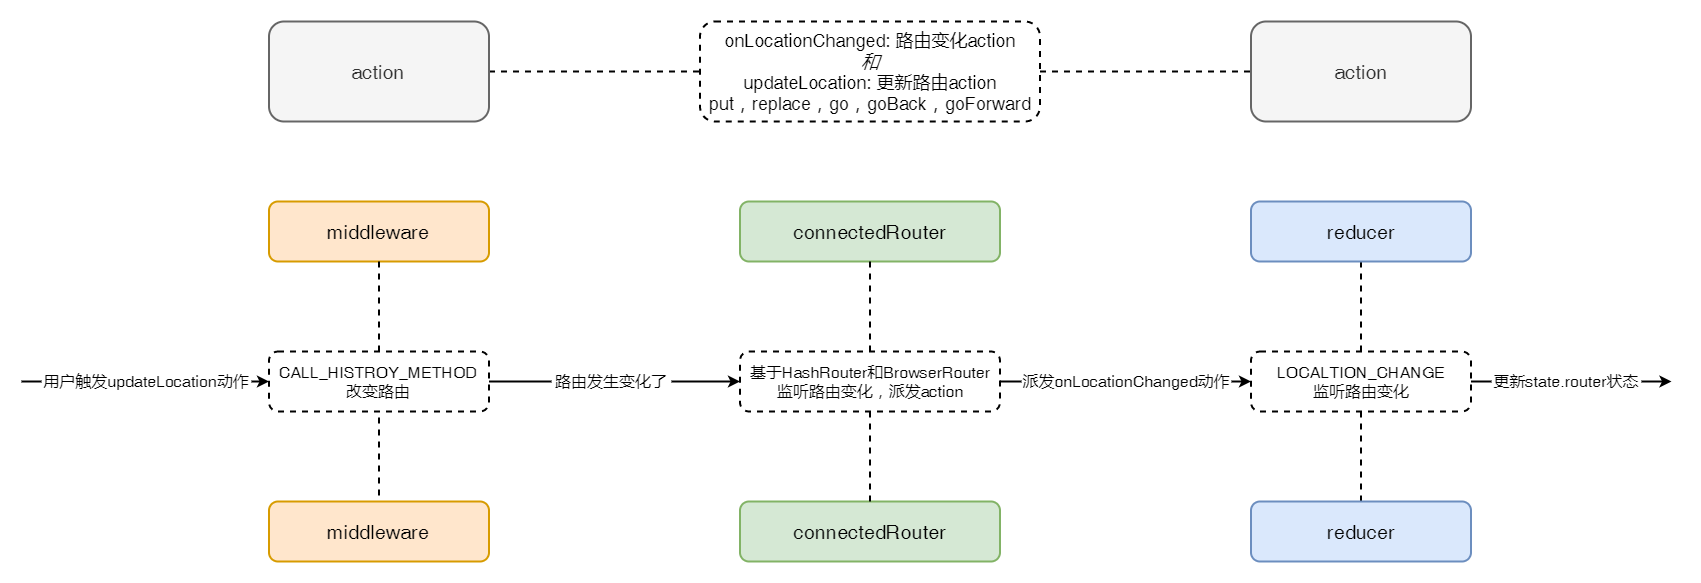 action
onLocationChanged: 路由变化action
和
updateLocation: 更新路由action
put，replace，go，goBack，goForward
action
middleware
connectedRouter
reducer
用户触发updateLocation动作
CALL_HISTROY_METHOD
改变路由
路由发生变化了
基于HashRouter和BrowserRouter
监听路由变化，派发action
派发onLocationChanged动作
LOCALTION_CHANGE
监听路由变化
更新state.router状态
middleware
connectedRouter
reducer